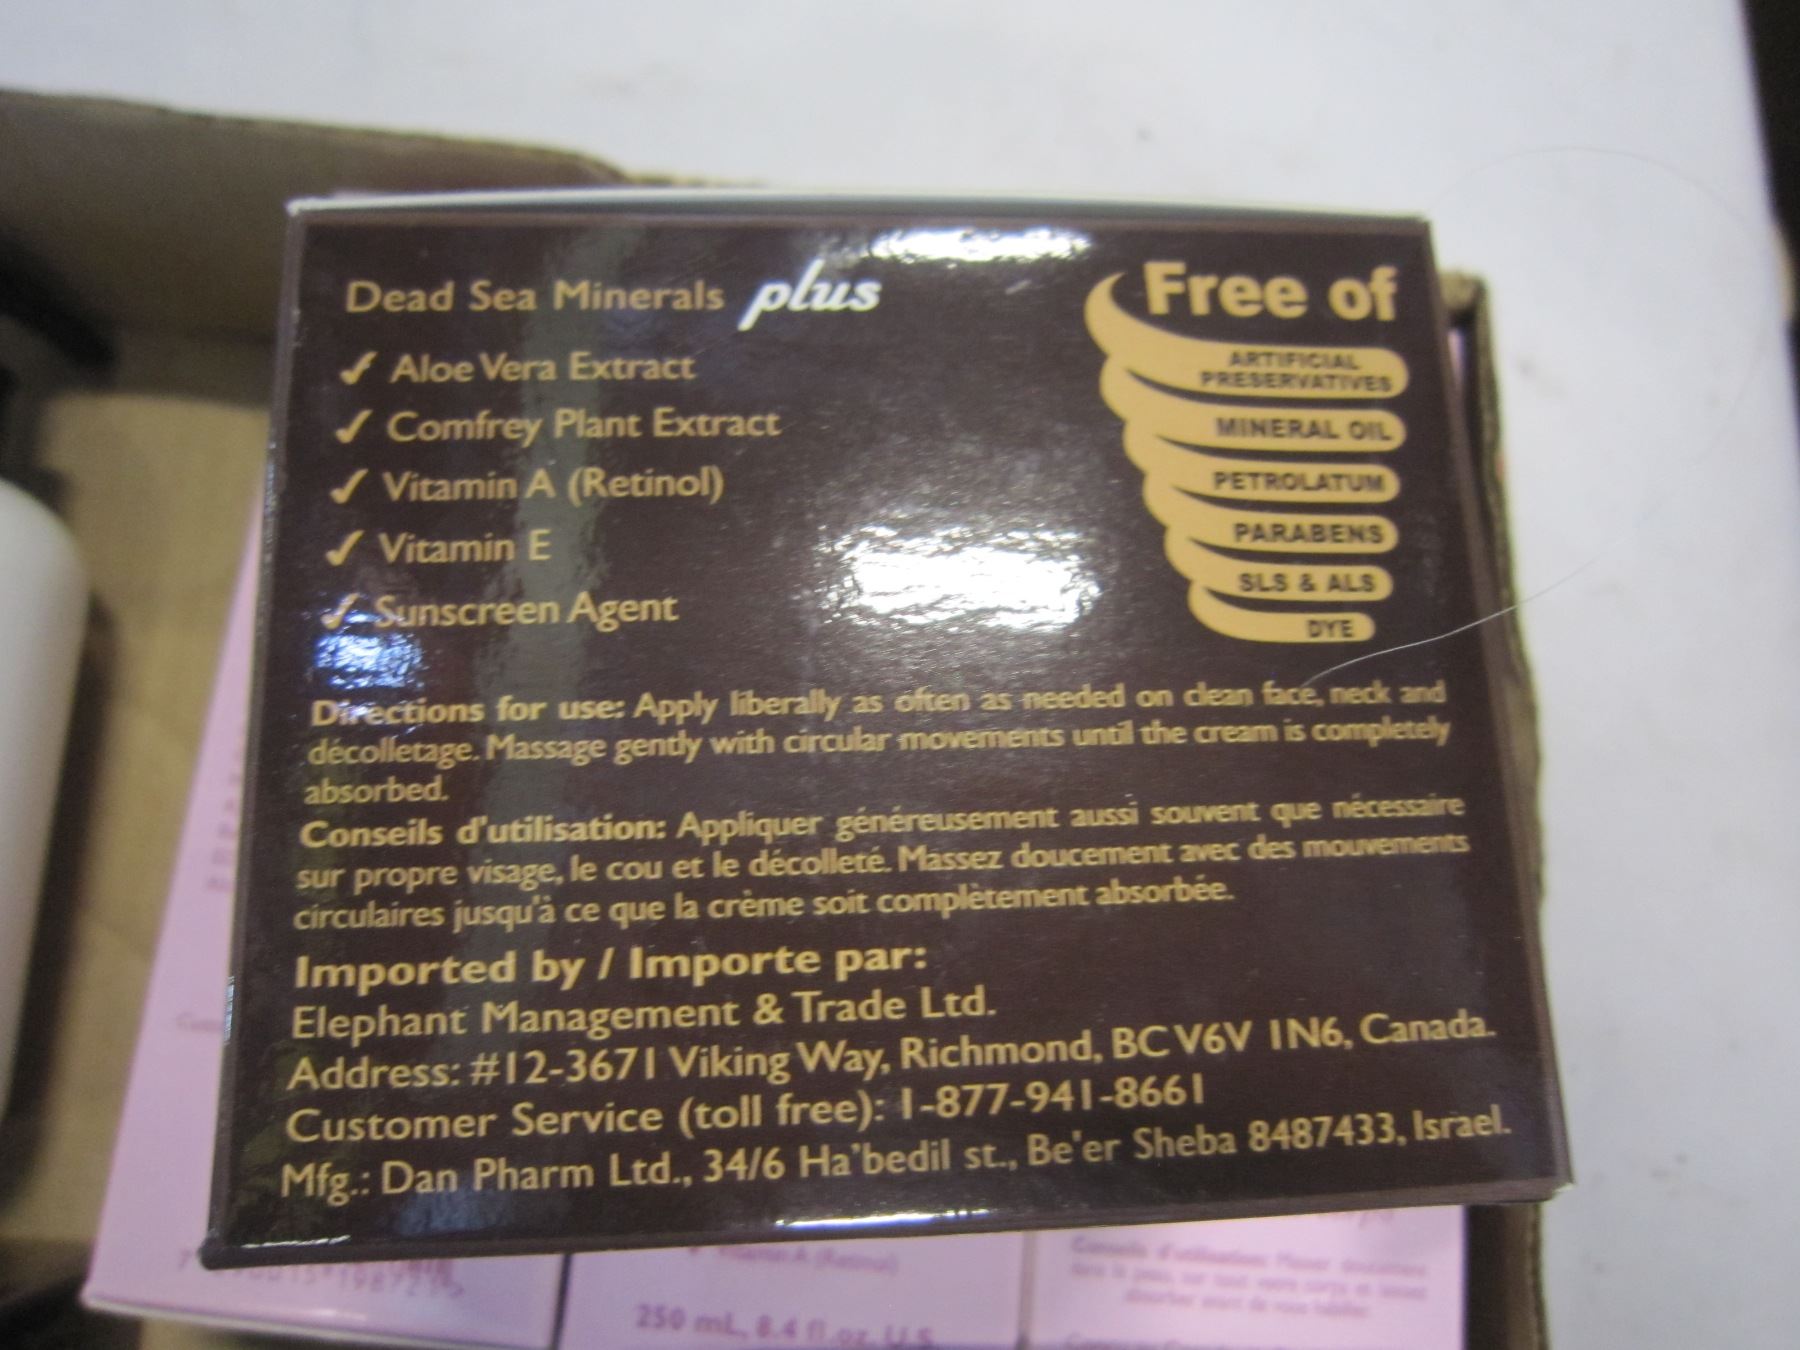 Dead Sea Minerals plus
✓ Aloe Vera Extract
✓ Comfrey Plant Extract
✓ Vitamin A (Retinol)
✓ Vitamin E
✓ Sunscreen Agent
Free of
ARTIFICIAL
PRESERVATIVES
MINERAL OIL
PETROLATUM
PARABENS
SLS & ALS
DYE
Directions for use: Apply liberally as often as needed on clean face, neck and
décolletage. Massage gently with circular movements until the cream is completely
absorbed.
Conseils d'utilisation: Appliquer généreusement aussi souvent que nécessaire
sur propre visage, le cou et le décolleté. Massez doucement avec des mouvements
circulaires jusqu'à ce que la crème soit complètement absorbée.
Imported by / Importe par:
Elephant Management & Trade Ltd.
Address: #12-3671 Viking Way, Richmond, BC V6V 1N6, Canada.
Customer Service (toll free): 1-877-941-8661
Mfg.: Dan Pharm Ltd., 34/6 Ha'bedil st., Be'er Sheba 8487433, Israel.
Vitamin A (Retinol)
250 mL, 8.4 fl.oz. U.S.
Conseils d'utilisation: